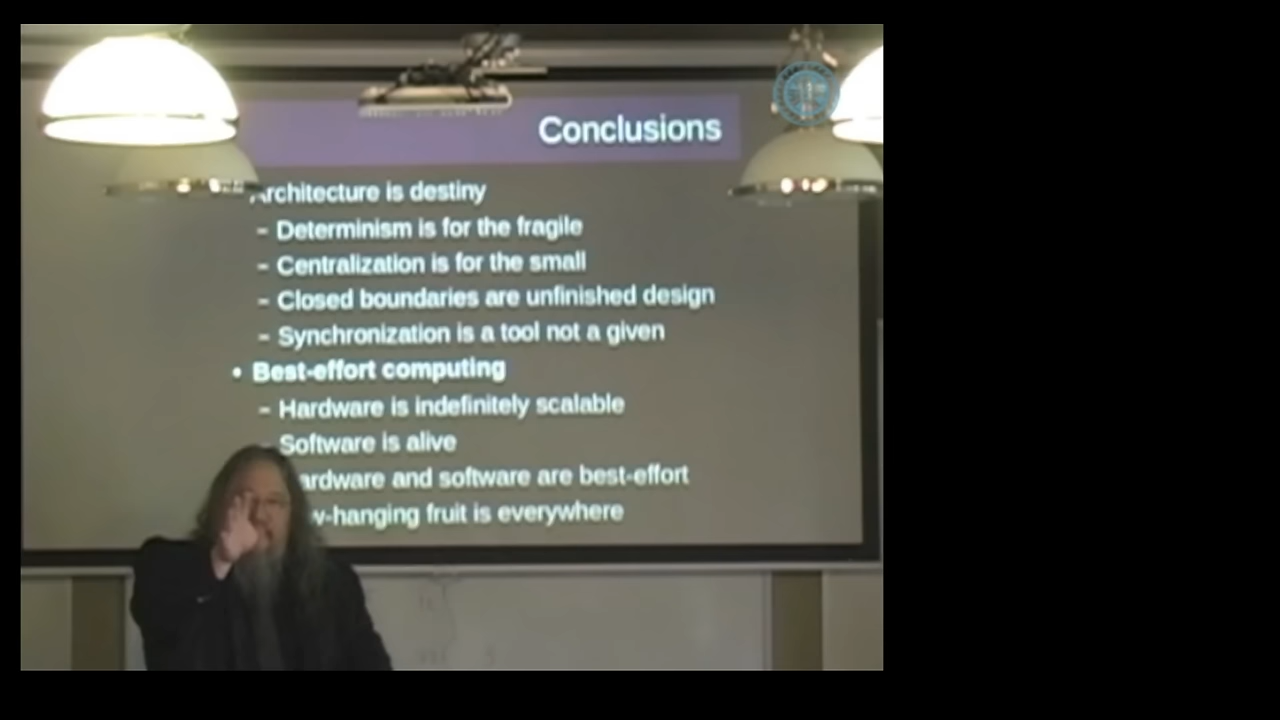 Conclusions
Architecture is destiny
– Determinism is for the fragile
– Centralization is for the small
– Closed boundaries are unfinished design
– Synchronization is a tool not a given
• Best-effort computing
– Hardware is indefinitely scalable
– Software is alive
ardware and software are best-effort
w-hanging fruit is everywhere